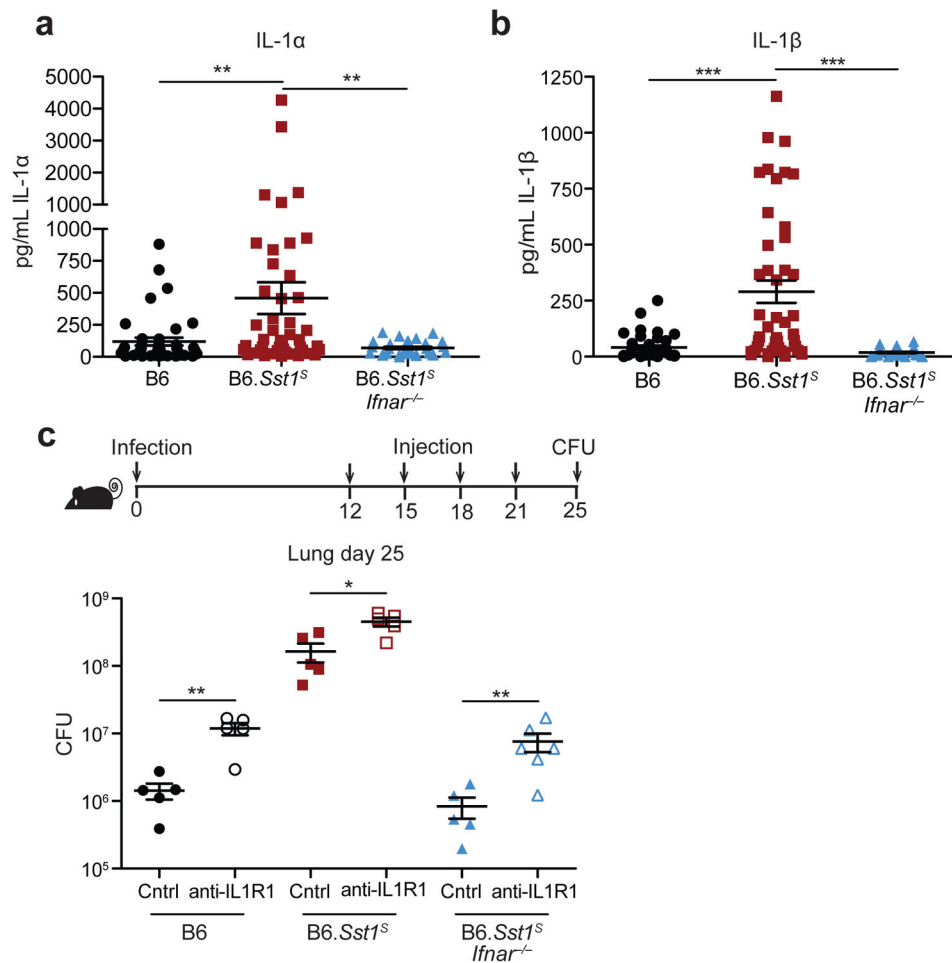 a
IL-1α
**
**
5000
4000
3000
2000
1000
1000
750
500
250
0
pg/mL IL-1α
B6
B6.Sst1ˢ
B6.Sst1ˢ
Ifnar⁻/⁻
b
IL-1β
***
***
1250
1000
750
500
250
0
pg/mL IL-1β
B6
B6.Sst1ˢ
B6.Sst1ˢ
Ifnar⁻/⁻
c
Infection
Injection
CFU
0
12
15
18
21
25
Lung day 25
10⁹
10⁸
10⁷
10⁶
10⁵
CFU
**
*
**
Cntrl anti-IL1R1 Cntrl anti-IL1R1 Cntrl anti-IL1R1
B6
B6.Sst1ˢ
B6.Sst1ˢ
Ifnar⁻/⁻